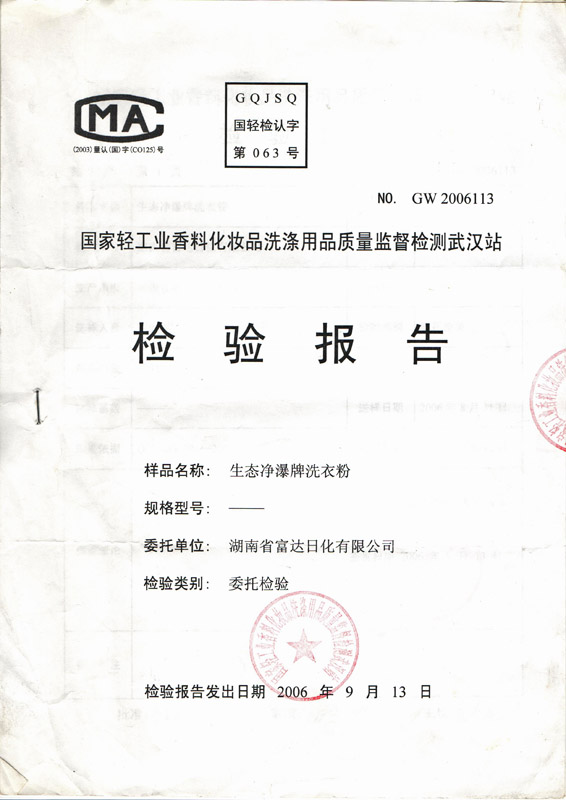 CMA
(2003)量认(国)字(CO125)号
GQJSQ
国轻检认字
第 063 号
NO. GW 2006113
国家轻工业香料化妆品洗涤用品质量监督检测武汉站
检 验 报 告
样品名称: 生态净瀑牌洗衣粉
规格型号: ——
委托单位: 湖南省富达日化有限公司
检验类别: 委托检验
检验报告发出日期 2006 年 9 月 13 日